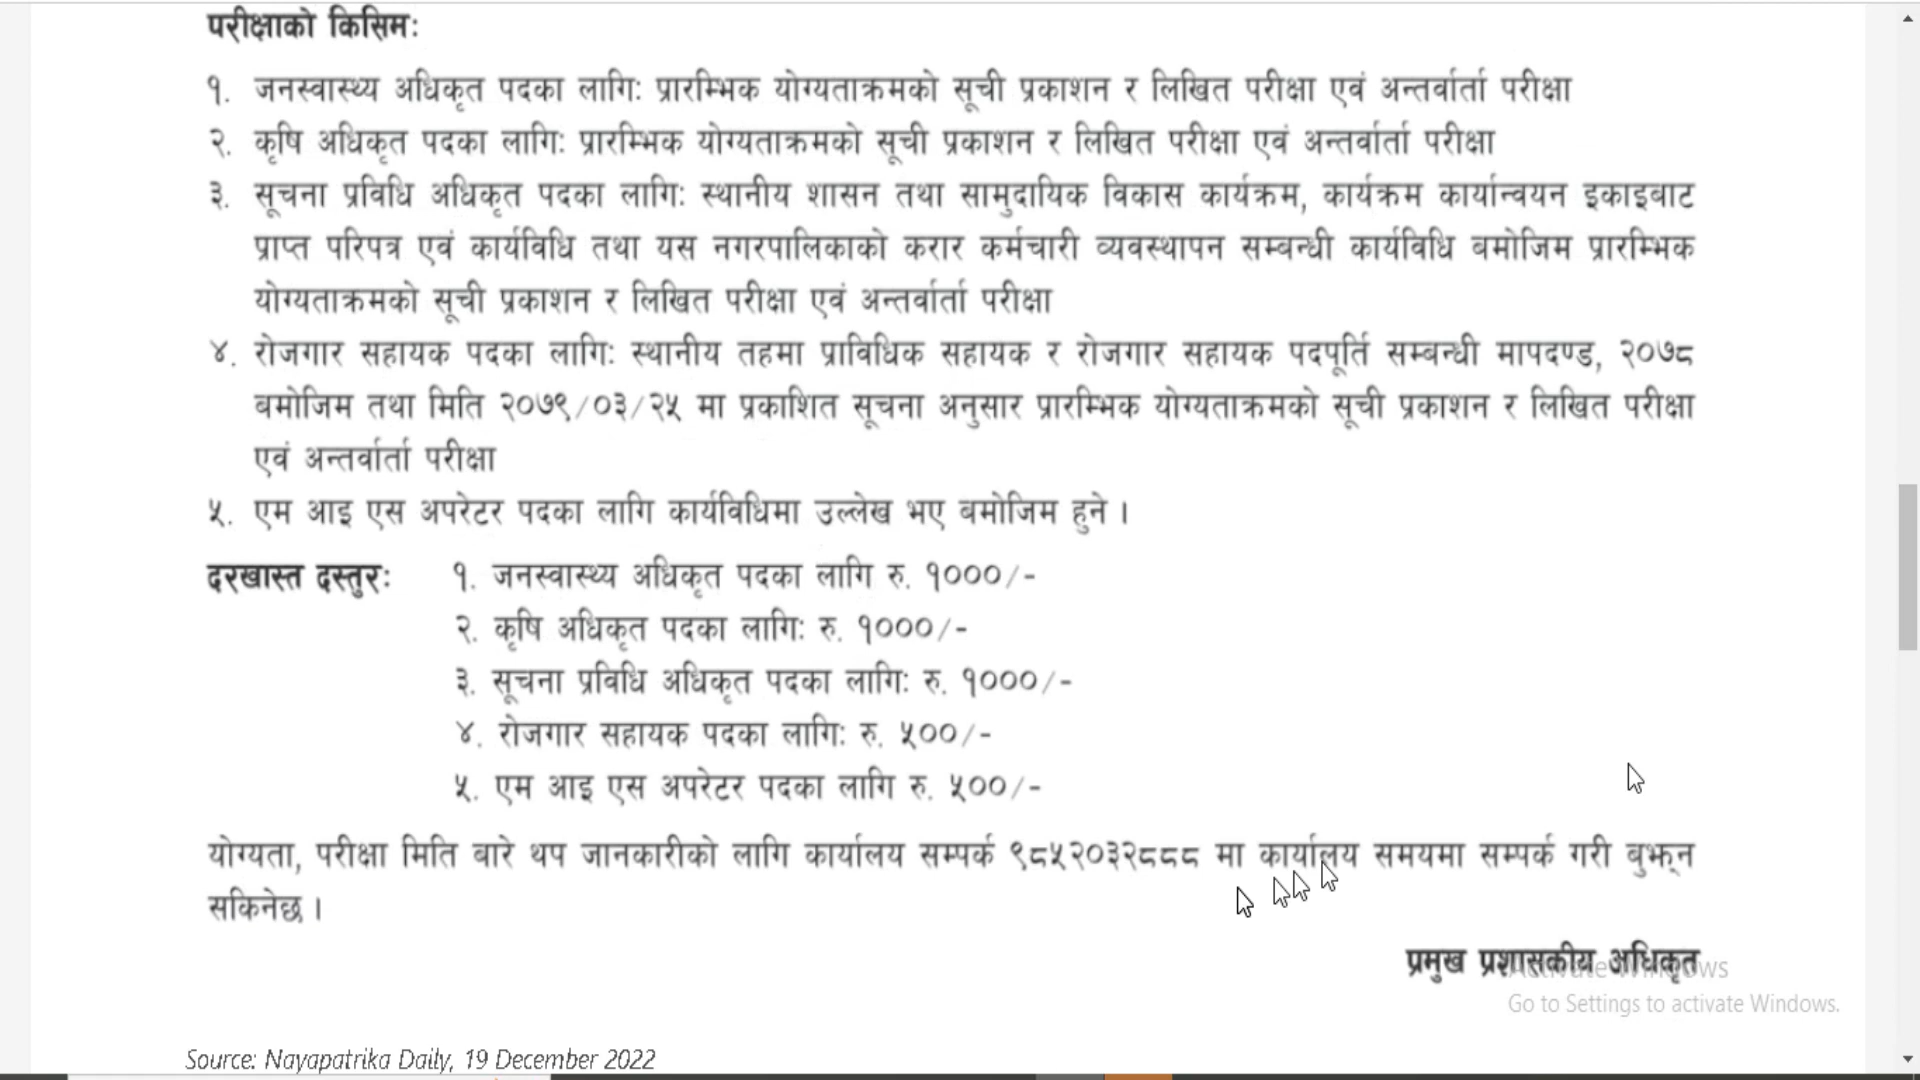 परीक्षाको किसिमः
१. जनस्वास्थ्य अधिकृत पदका लागिः प्रारम्भिक योग्यताक्रमको सूची प्रकाशन र लिखित परीक्षा एवं अन्तर्वार्ता परीक्षा
२. कृषि अधिकृत पदका लागिः प्रारम्भिक योग्यताक्रमको सूची प्रकाशन र लिखित परीक्षा एवं अन्तर्वार्ता परीक्षा
३. सूचना प्रविधि अधिकृत पदका लागिः स्थानीय शासन तथा सामुदायिक विकास कार्यक्रम, कार्यक्रम कार्यान्वयन इकाइबाट
प्राप्त परिपत्र एवं कार्यविधि तथा यस नगरपालिकाको करार कर्मचारी व्यवस्थापन सम्बन्धी कार्यविधि बमोजिम प्रारम्भिक
योग्यताक्रमको सूची प्रकाशन र लिखित परीक्षा एवं अन्तर्वार्ता परीक्षा
४. रोजगार सहायक पदका लागिः स्थानीय तहमा प्राविधिक सहायक र रोजगार सहायक पदपूर्ति सम्बन्धी मापदण्ड, २०७८
बमोजिम तथा मिति २०७९/०३/२५ मा प्रकाशित सूचना अनुसार प्रारम्भिक योग्यताक्रमको सूची प्रकाशन र लिखित परीक्षा
एवं अन्तर्वार्ता परीक्षा
५. एम आइ एस अपरेटर पदका लागि कार्यविधिमा उल्लेख भए बमोजिम हुने ।
दरखास्त दस्तुरः १. जनस्वास्थ्य अधिकृत पदका लागि रु. १०००/-
२. कृषि अधिकृत पदका लागिः रु. १०००/-
३. सूचना प्रविधि अधिकृत पदका लागिः रु. १०००/-
४. रोजगार सहायक पदका लागिः रु. ५००/-
५. एम आइ एस अपरेटर पदका लागि रु. ५००/-
योग्यता, परीक्षा मिति बारे थप जानकारीको लागि कार्यालय सम्पर्क ९८५२०३२८८८ मा कार्यालय समयमा सम्पर्क गरी बुझ्न
सकिनेछ ।
प्रमुख प्रशासकीय अधिकृत
Activate Windows
Go to Settings to activate Windows.
Source: Nayapatrika Daily, 19 December 2022